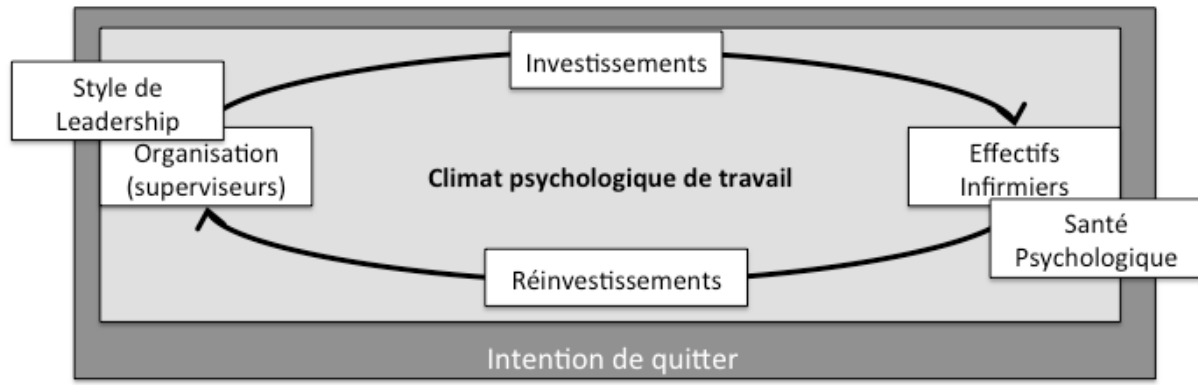 Investissements
Style de
Leadership
Organisation
(superviseurs)
Climat psychologique de travail
Effectifs
Infirmiers
Santé
Psychologique
Réinvestissements
Intention de quitter